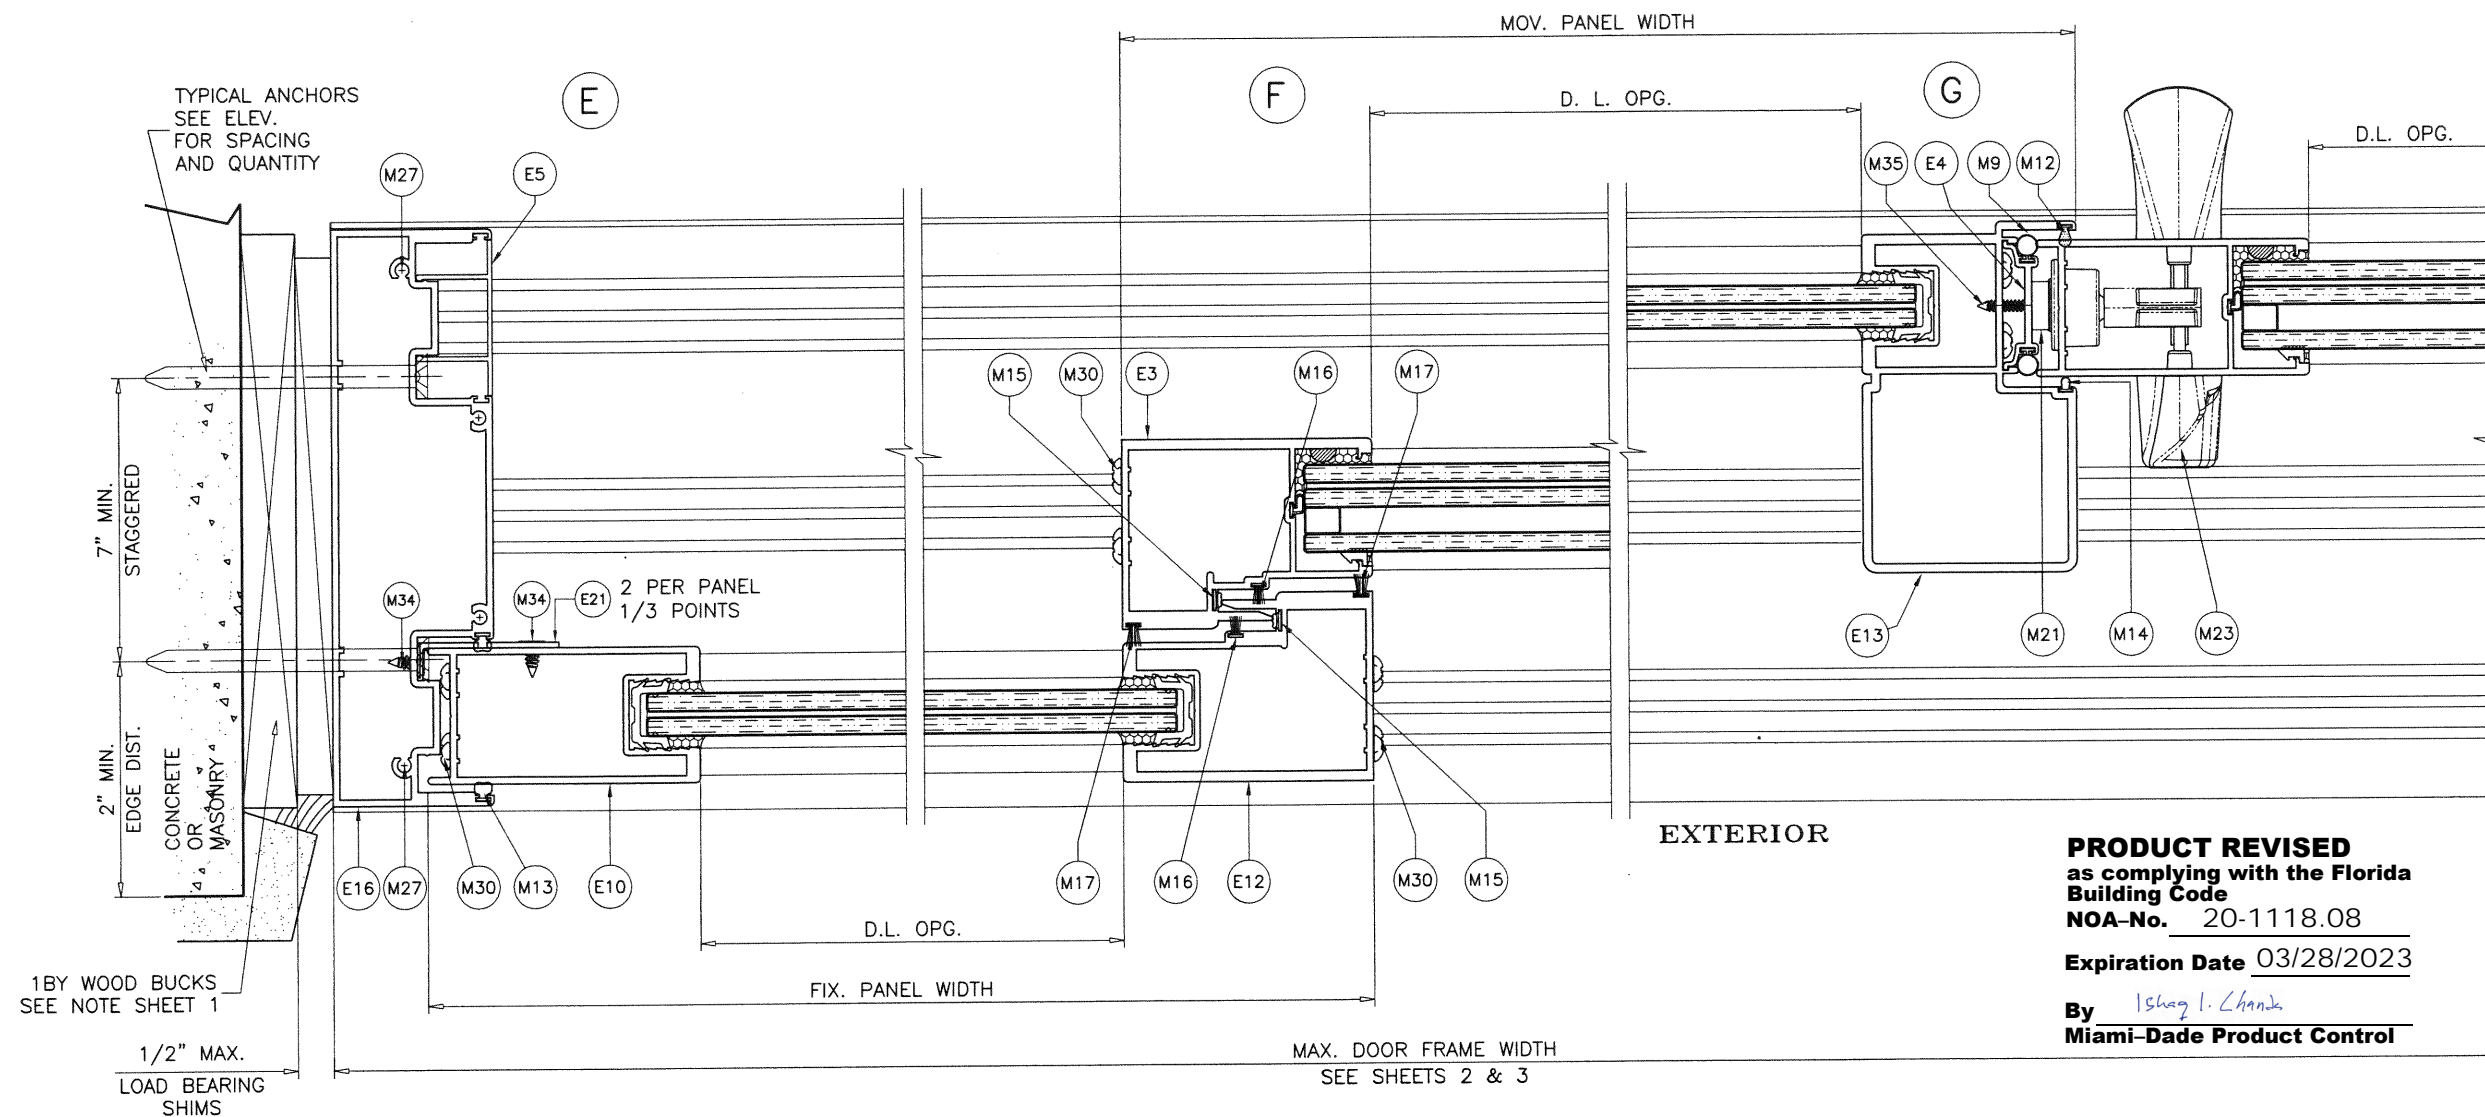 MOV. PANEL WIDTH
TYPICAL ANCHORS
SEE ELEV.
FOR SPACING
AND QUANTITY
E
F
G
D. L. OPG.
D.L. OPG.
M27
E5
M35
E4
M9
M12
M15
M30
E3
M16
M17
7" MIN.
STAGGERED
M34
M34
E21
2 PER PANEL
1/3 POINTS
E13
M21
M14
M23
2" MIN.
EDGE DIST.
CONCRETE
OR
MASONRY
EXTERIOR
E16
M27
M30
M13
E10
M17
M16
E12
M30
M15
D.L. OPG.
1BY WOOD BUCKS
SEE NOTE SHEET 1
FIX. PANEL WIDTH
1/2" MAX.
LOAD BEARING
SHIMS
MAX. DOOR FRAME WIDTH
SEE SHEETS 2 & 3
PRODUCT REVISED
as complying with the Florida
Building Code
NOA–No. 20-1118.08
Expiration Date 03/28/2023
By
Miami–Dade Product Control